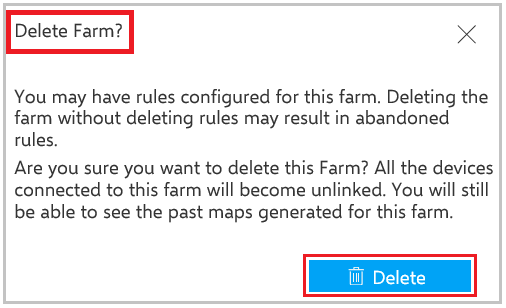 Delete Farm?
You may have rules configured for this farm. Deleting the
farm without deleting rules may result in abandoned
rules.
Are you sure you want to delete this Farm? All the devices
connected to this farm will become unlinked. You will still
be able to see the past maps generated for this farm.
Delete